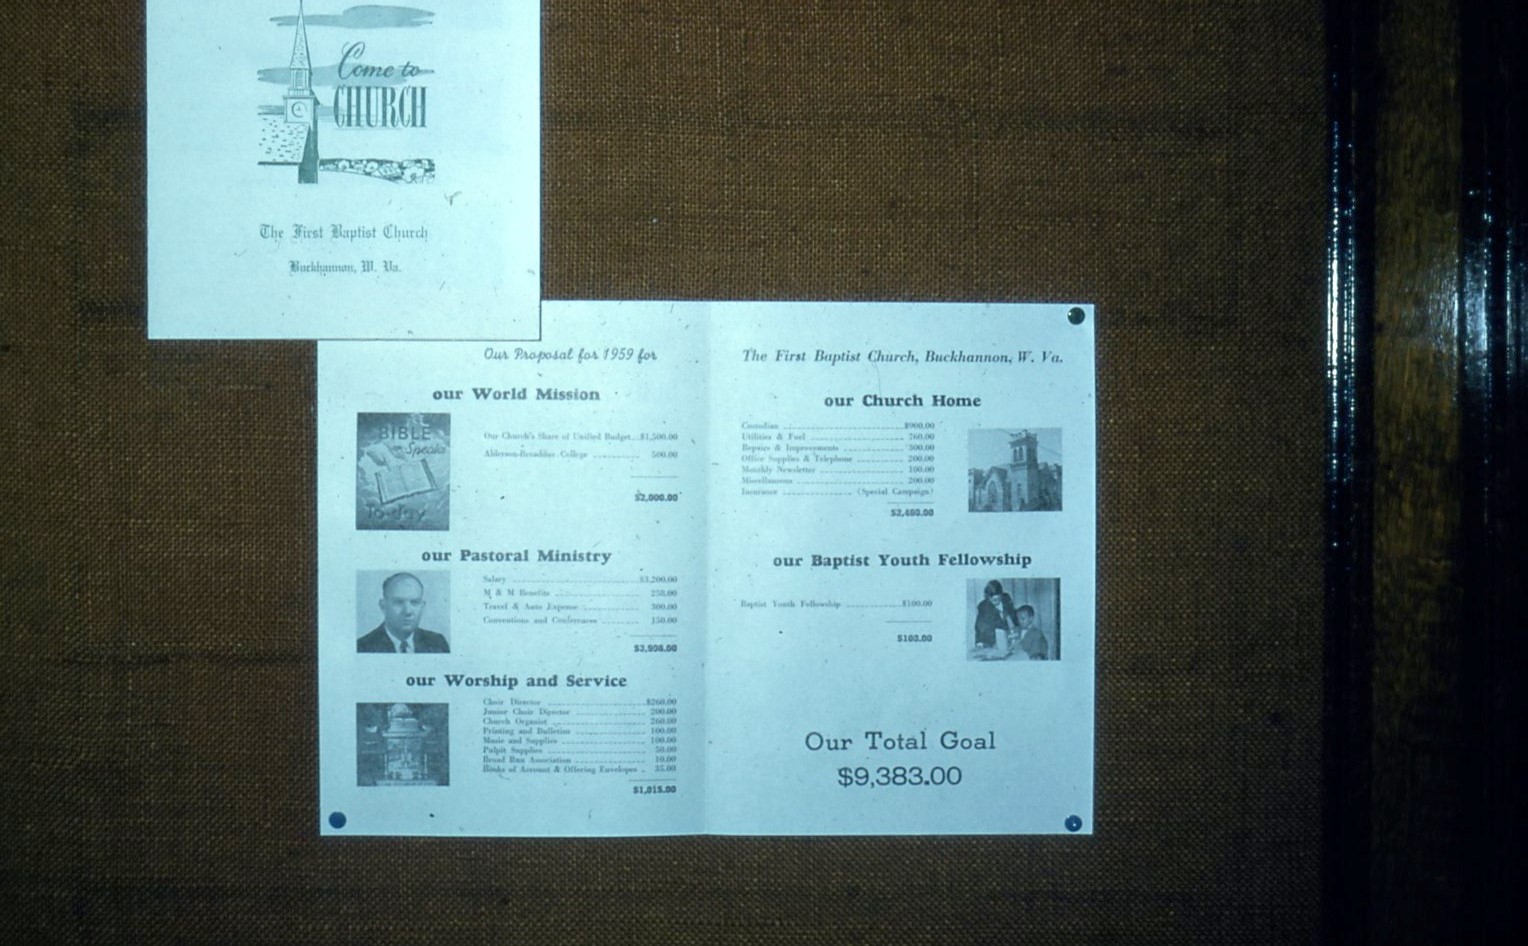 Come to
CHURCH
The First Baptist Church
Buckhannon, W. Va.
Our Proposal for 1959 for
our World Mission
BIBLE
Speaks
To-day
Our Church's Share of Unified Budget $1,500.00
Alderson-Broaddus College 500.00
$2,000.00
our Pastoral Ministry
Salary $3,200.00
M & M Benefits 258.00
Travel & Auto Expense 300.00
Conventions and Conferences 150.00
$3,908.00
our Worship and Service
Choir Director $260.00
Junior Choir Director 200.00
Church Organist 260.00
Printing and Bulletins 100.00
Music and Supplies 100.00
Pulpit Supplies 50.00
Broad Run Association 10.00
Books of Account & Offering Envelopes 35.00
$1,015.00
The First Baptist Church, Buckhannon, W. Va.
our Church Home
Custodian $900.00
Utilities & Fuel 760.00
Repairs & Improvements 300.00
Office Supplies & Telephone 200.00
Monthly Newsletter 100.00
Miscellaneous 200.00
Insurance (Special Campaign)
$2,460.00
our Baptist Youth Fellowship
Baptist Youth Fellowship $100.00
$100.00
Our Total Goal
$9,383.00